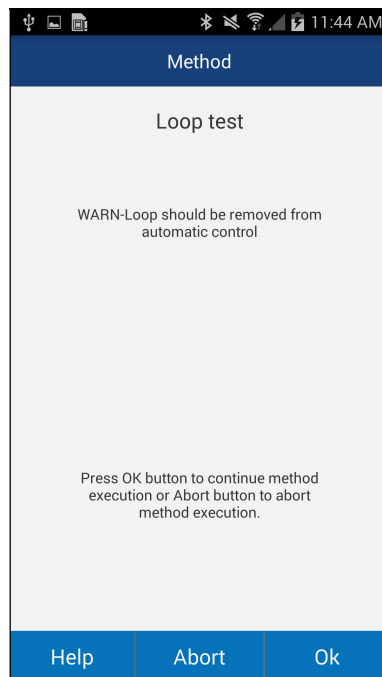 11:44 AM
Method
Loop test
WARN-Loop should be removed from
automatic control
Press OK button to continue method
execution or Abort button to abort
method execution.
Help Abort Ok